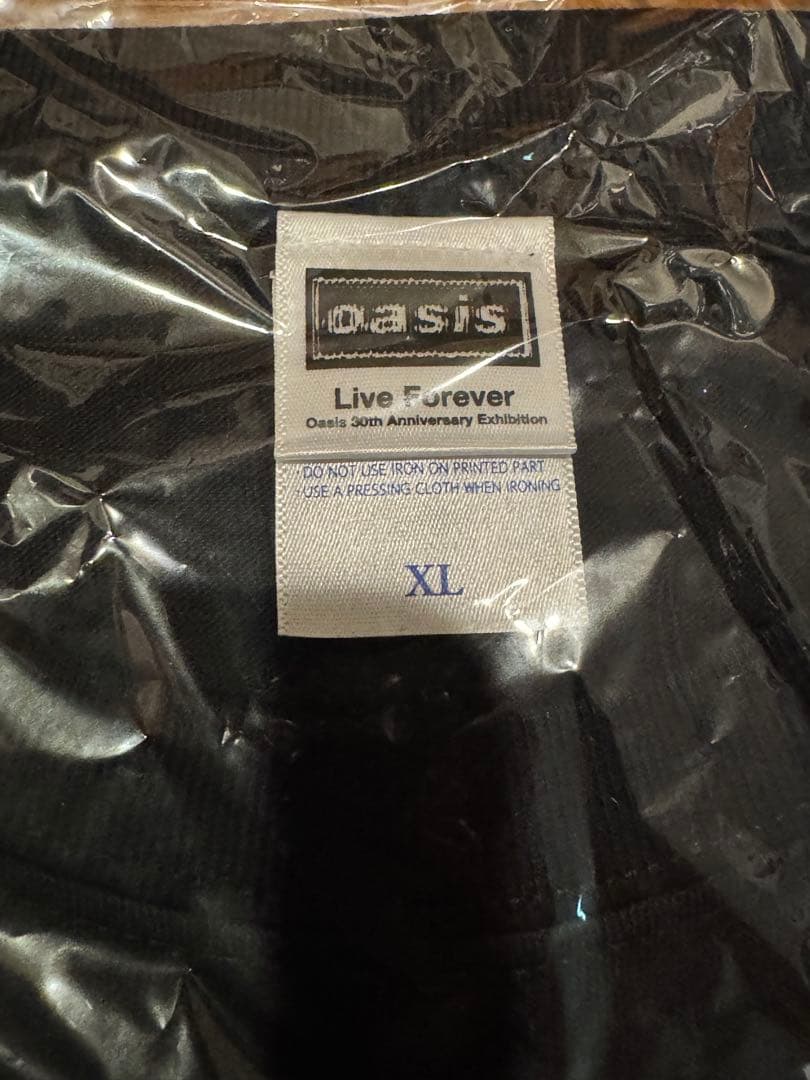 oasis
Live Forever
Oasis 30th Anniversary Exhibition
DO NOT USE IRON ON PRINTED PART
･USE A PRESSING CLOTH WHEN IRONING
XL